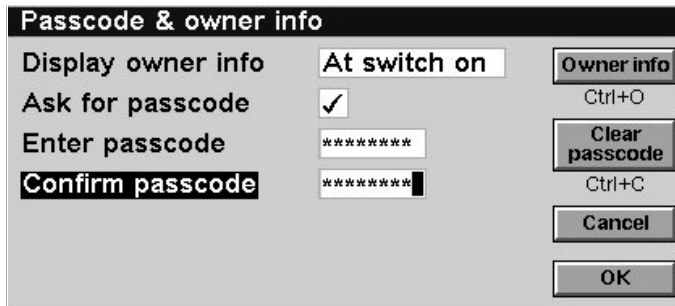 Passcode & owner info
Display owner info At switch on
Owner info
Ctrl+O
Ask for passcode ✓
Enter passcode ********
Clear
passcode
Ctrl+C
Confirm passcode ********
Cancel
OK